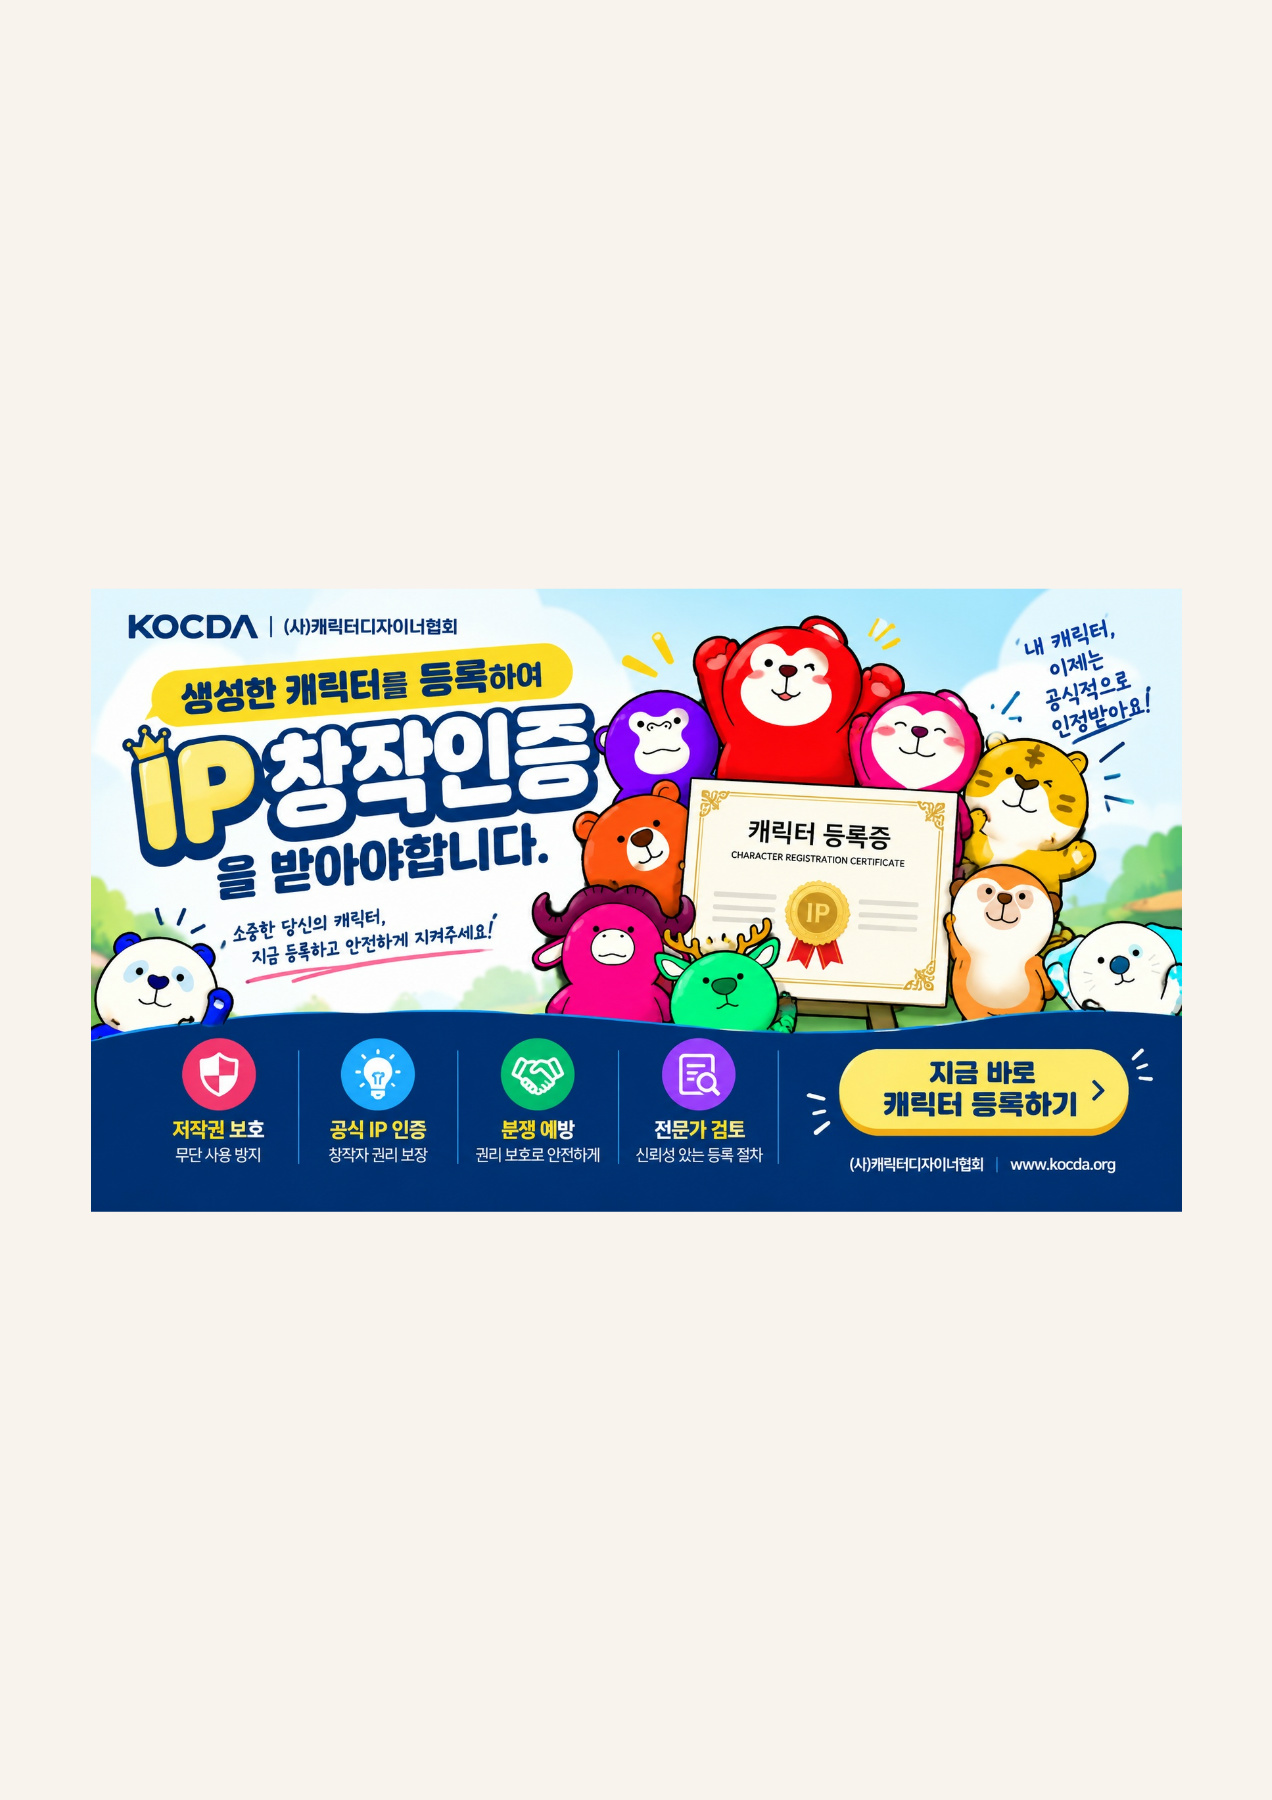 KOCDA | (사)캐릭터디자이너협회
생성한 캐릭터를 등록하여
iP창작인증
을 받아야합니다.
소중한 당신의 캐릭터,
지금 등록하고 안전하게 지켜주세요!
내 캐릭터,
이제는
공식적으로
인정받아요!
캐릭터 등록증
CHARACTER REGISTRATION CERTIFICATE
IP
저작권 보호
무단 사용 방지
공식 IP 인증
창작자 권리 보장
분쟁 예방
권리 보호로 안전하게
전문가 검토
신뢰성 았는 등록 절차
지금 바로
캐릭터 등록하기
(사)캐릭터디자이너협회 | www.kocda.org